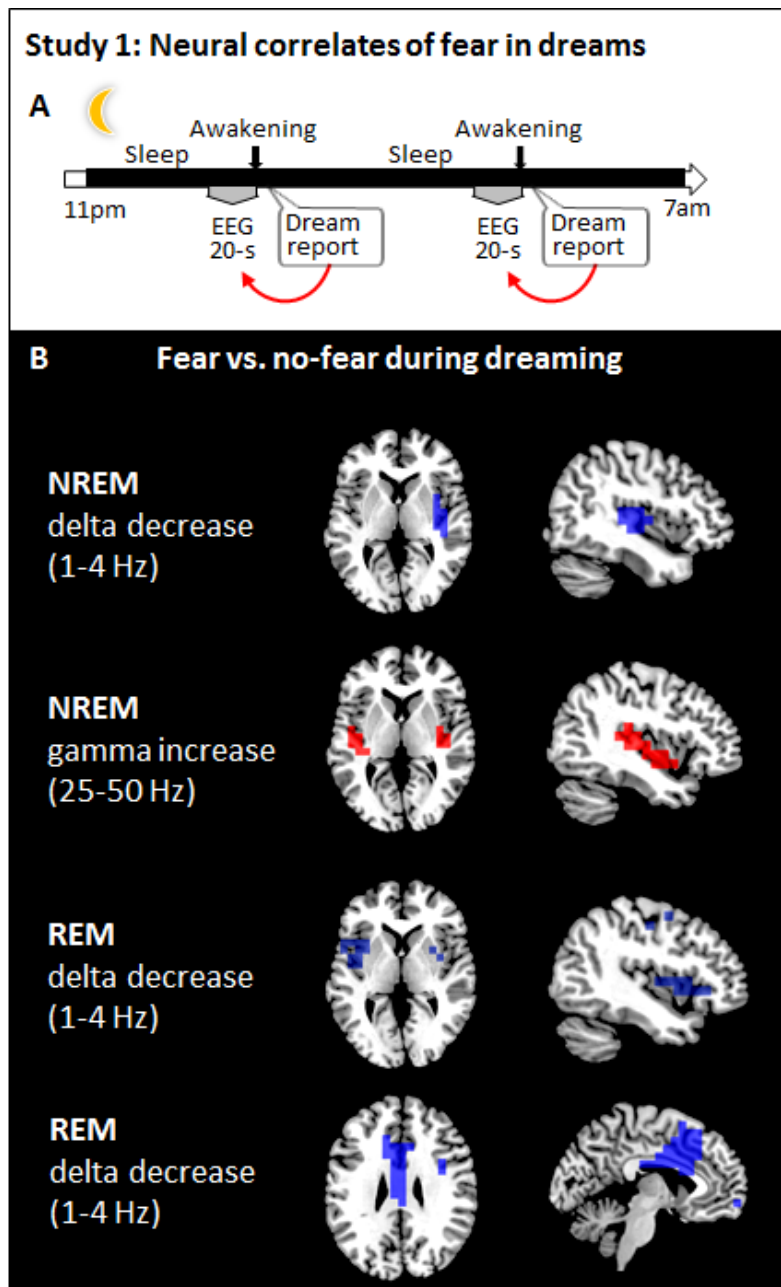 Study 1: Neural correlates of fear in dreams
A
Awakening Awakening
Sleep Sleep
11pm 7am
EEG
20-s
Dream
report
EEG
20-s
Dream
report
B Fear vs. no-fear during dreaming
NREM
delta decrease
(1-4 Hz)
NREM
gamma increase
(25-50 Hz)
REM
delta decrease
(1-4 Hz)
REM
delta decrease
(1-4 Hz)